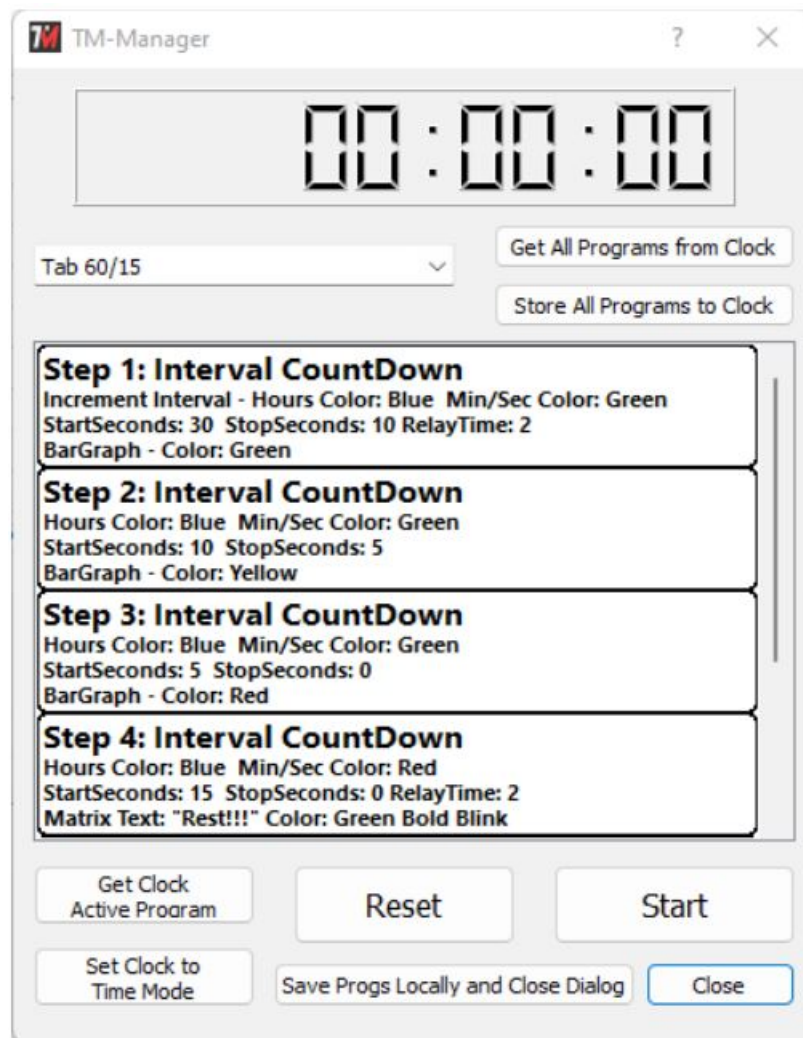 TM TM-Manager ?
00:00:00
Tab 60/15
Get All Programs from Clock
Store All Programs to Clock
Step 1: Interval CountDown
Increment Interval - Hours Color: Blue Min/Sec Color: Green
StartSeconds: 30 StopSeconds: 10 RelayTime: 2
BarGraph - Color: Green
Step 2: Interval CountDown
Hours Color: Blue Min/Sec Color: Green
StartSeconds: 10 StopSeconds: 5
BarGraph - Color: Yellow
Step 3: Interval CountDown
Hours Color: Blue Min/Sec Color: Green
StartSeconds: 5 StopSeconds: 0
BarGraph - Color: Red
Step 4: Interval CountDown
Hours Color: Blue Min/Sec Color: Red
StartSeconds: 15 StopSeconds: 0 RelayTime: 2
Matrix Text: "Rest!!!" Color: Green Bold Blink
Get Clock
Active Program
Reset
Start
Set Clock to
Time Mode
Save Progs Locally and Close Dialog
Close